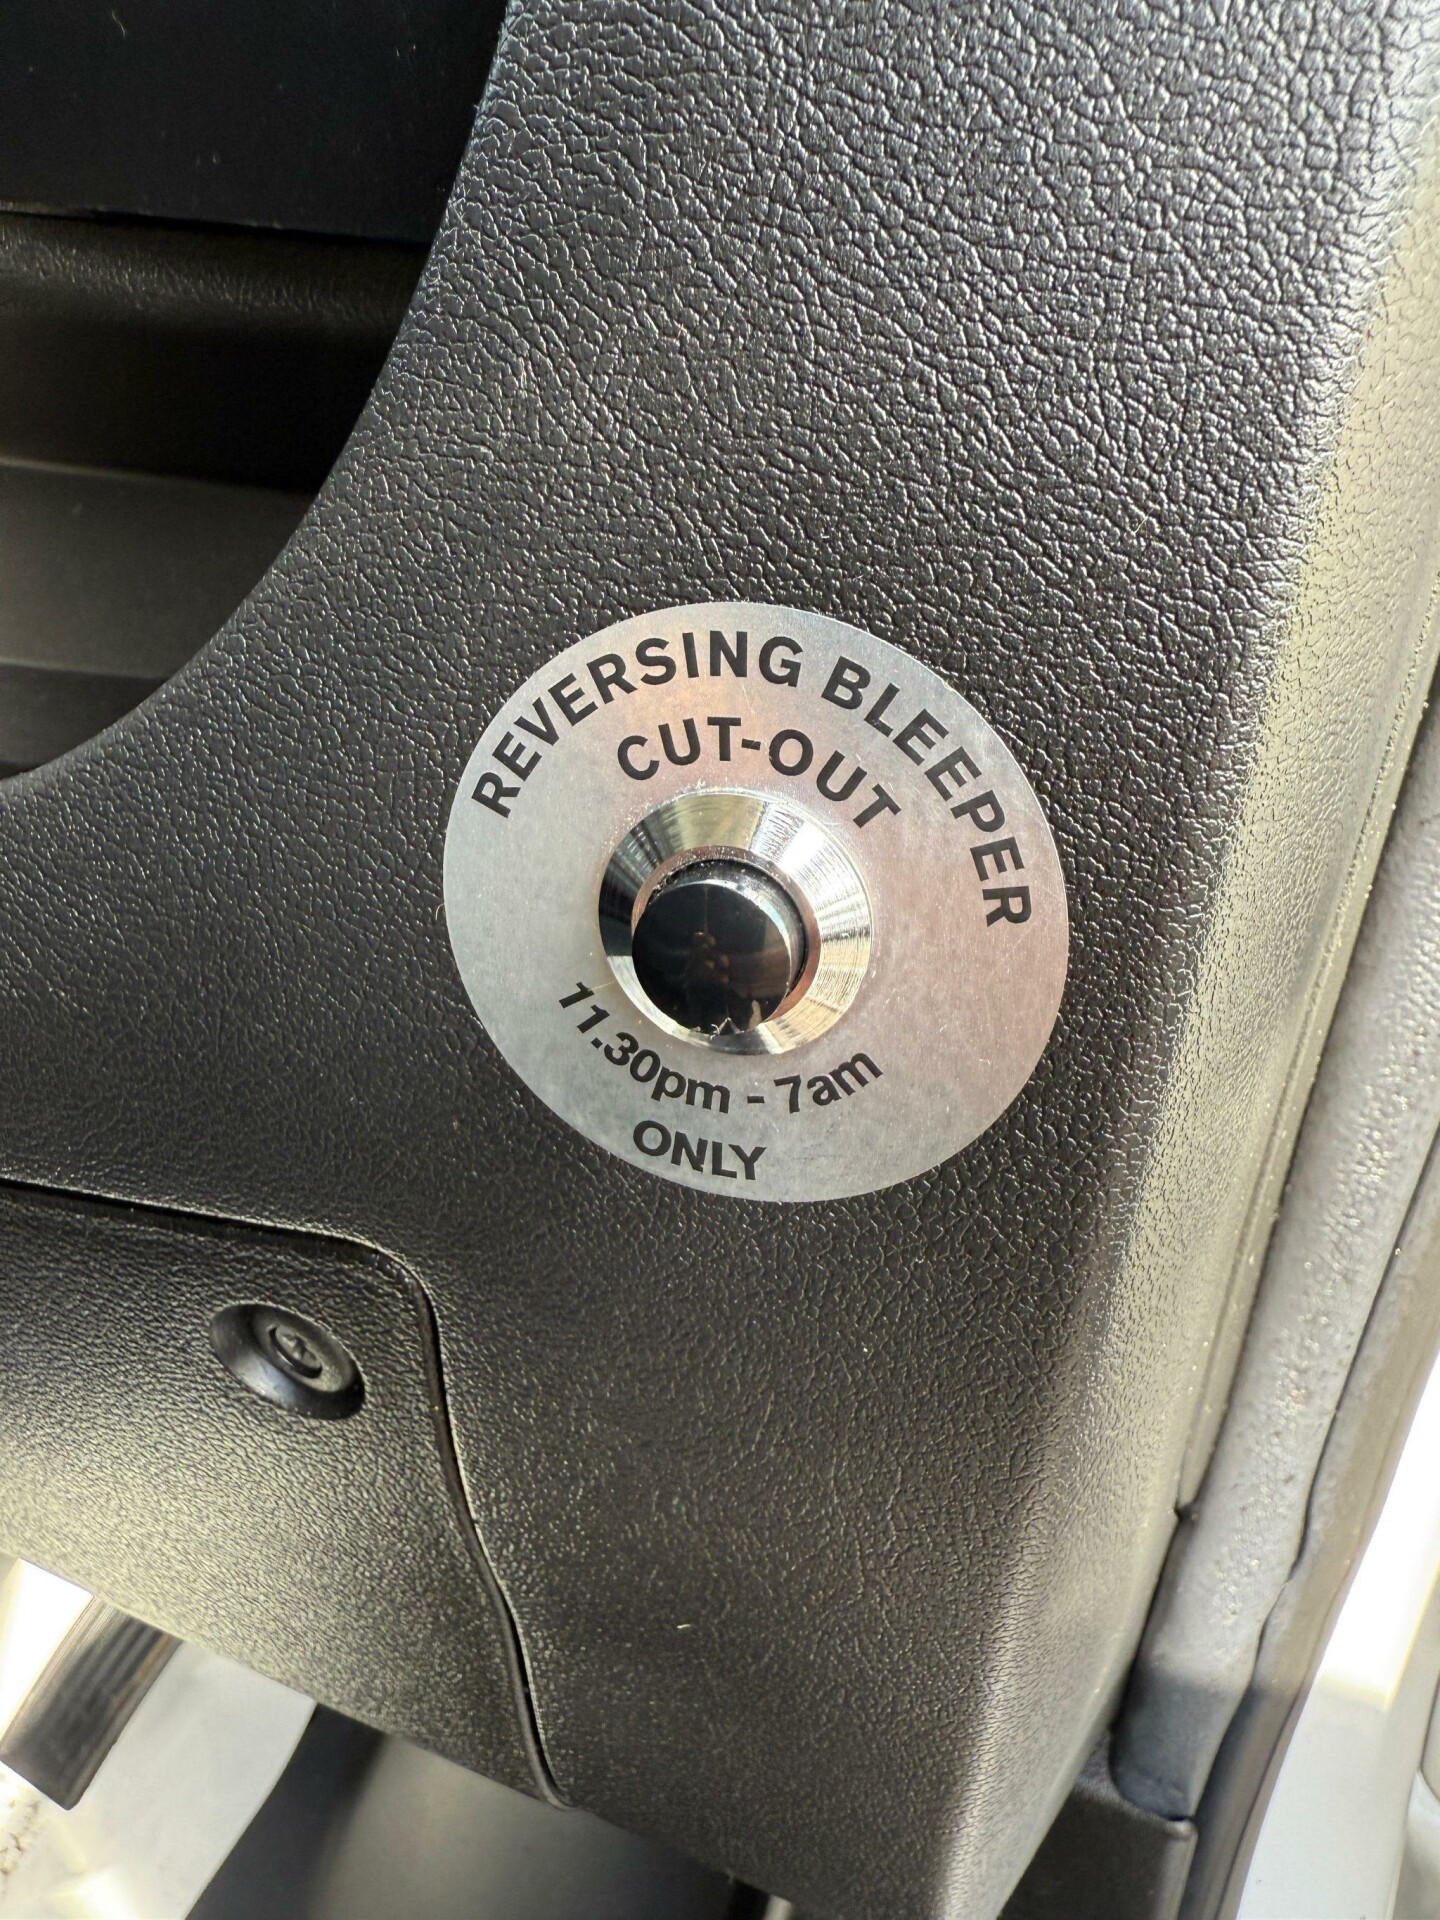 REVERSING BLEEPER
CUT-OUT
11.30pm - 7am
ONLY